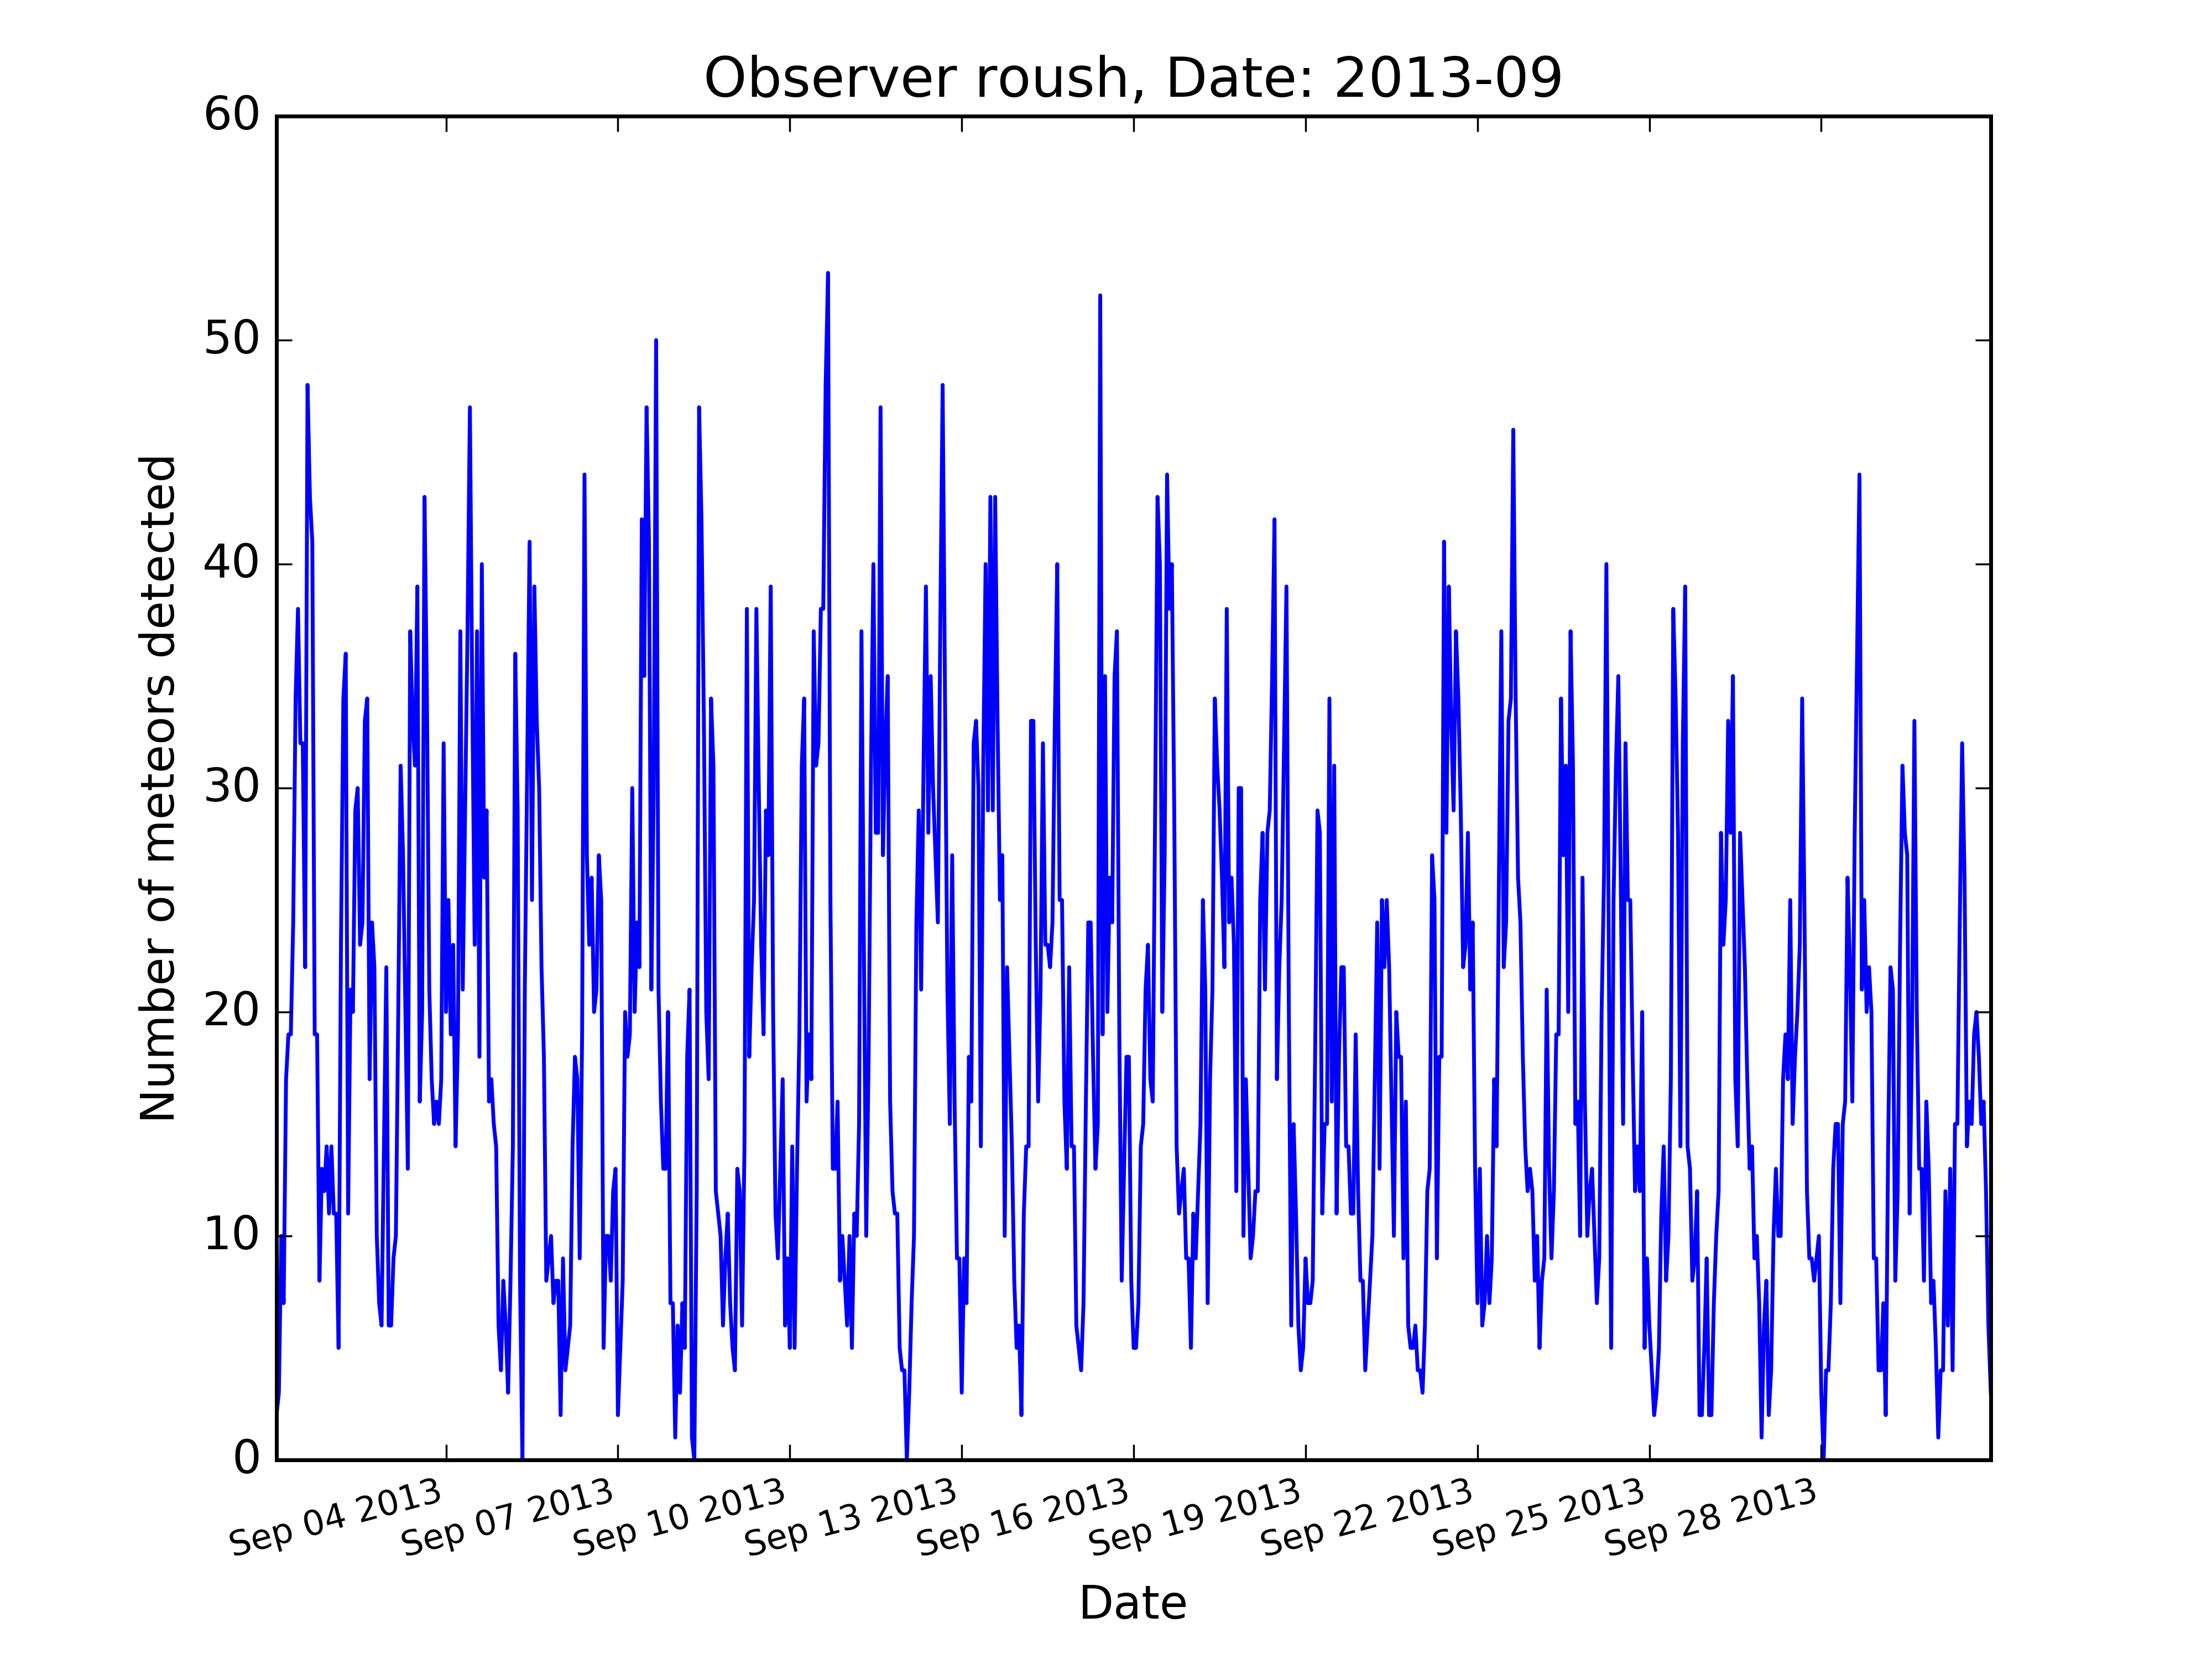 Observer roush, Date: 2013-09
60
50
40
30
20
10
0
Number of meteors detected
Sep 04 2013
Sep 07 2013
Sep 10 2013
Sep 13 2013
Sep 16 2013
Sep 19 2013
Sep 22 2013
Sep 25 2013
Sep 28 2013
Date